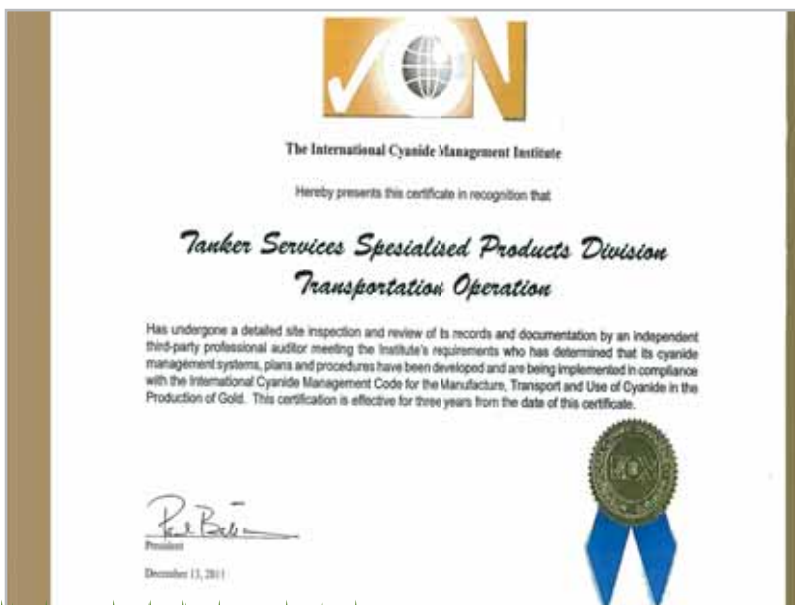 The International Cyanide Management Institute
Hereby presents this certificate in recognition that
Tanker Services Spesialised Products Division
Transportation Operation
Has undergone a detailed site inspection and review of its records and documentation by an independent
third-party professional auditor meeting the Institute's requirements who has determined that its cyanide
management systems, plans and procedures have been developed and are being implemented in compliance
with the International Cyanide Management Code for the Manufacture, Transport and Use of Cyanide in the
Production of Gold. This certification is effective for three years from the date of this certificate.
President
December 13, 2011